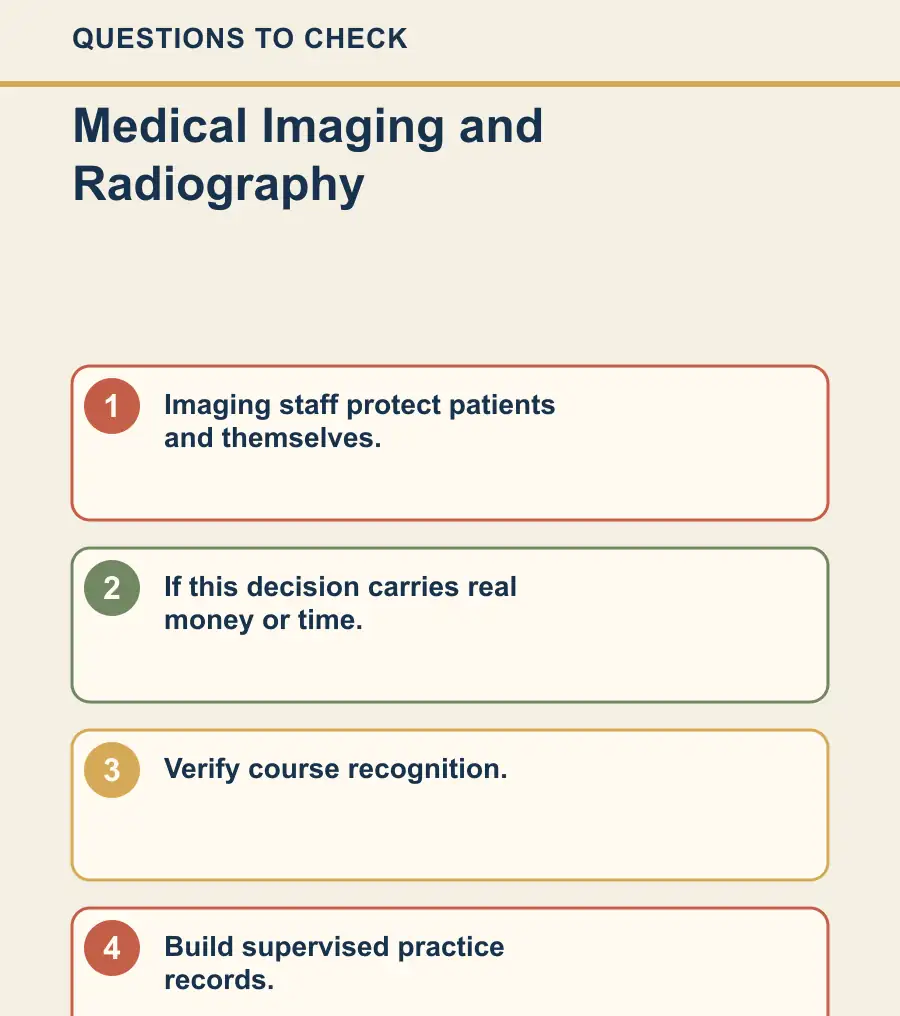 QUESTIONS TO CHECK
Medical Imaging and
Radiography
1
Imaging staff protect patients
and themselves.
2
If this decision carries real
money or time.
3
Verify course recognition.
4
Build supervised practice
records.